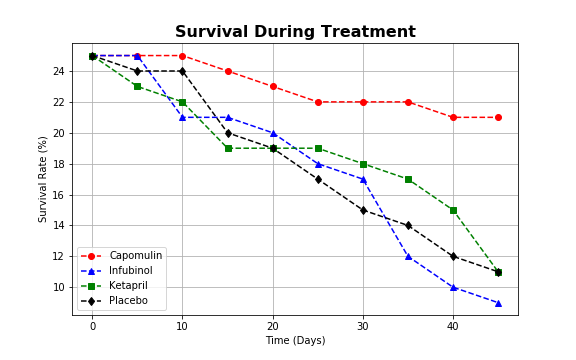 Survival During Treatment
Survival Rate (%)
24
22
20
18
16
14
12
10
Capomulin
Infubinol
Ketapril
Placebo
0 10 20 30 40
Time (Days)